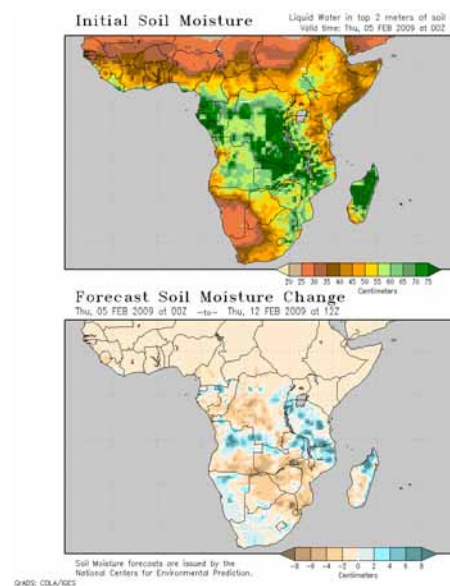 Initial Soil Moisture
Liquid Water in top 2 meters of soil
Valid time: Thu, 05 FEB 2009 at 00Z
20 25 30 35 40 45 50 55 60 65 70 75
Centimeters
Forecast Soil Moisture Change
Thu, 05 FEB 2009 at 00Z -to- Thu, 12 FEB 2009 at 12Z
-8 -6 -4 -2 0 2 4 6 8
Centimeters
Soil Moisture forecasts are issued by the
National Centers for Environmental Prediction.
GrADS: COLA/IGES